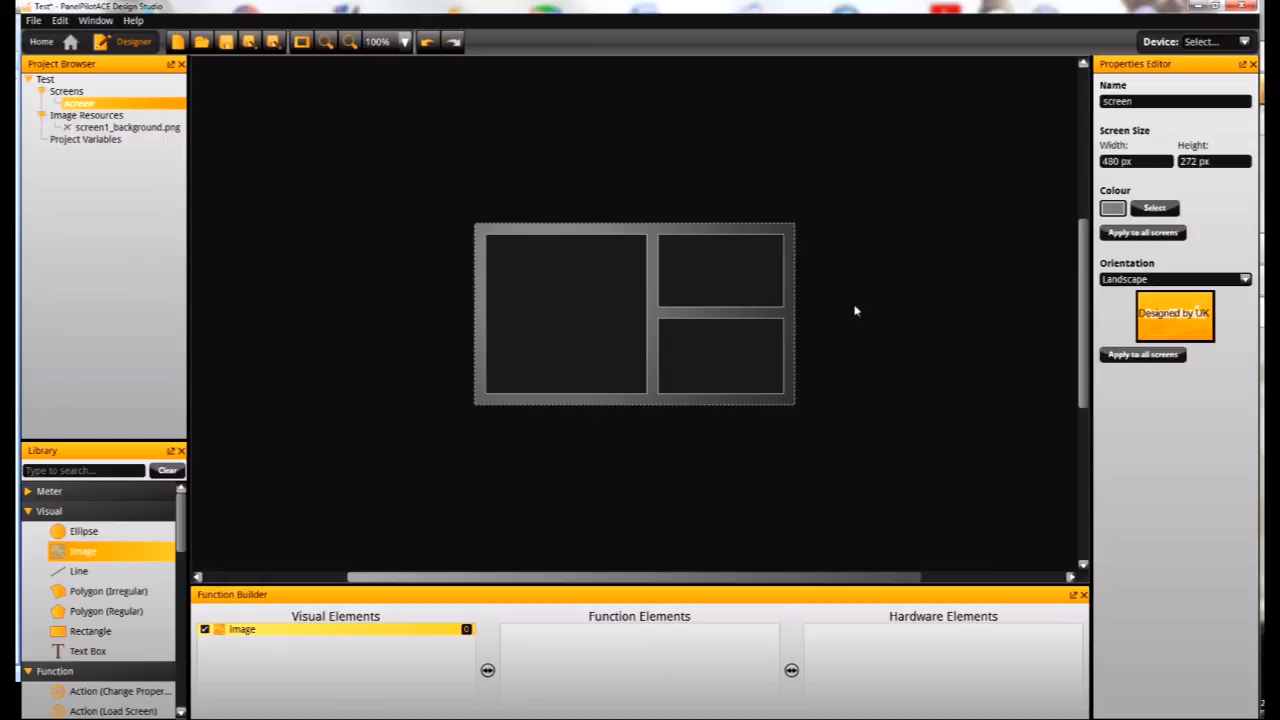 Test* - PanelPilotACE Design Studio
File Edit Window Help
Home Designer 100% Device: Select...
Project Browser
Test
Screens
screen
Image Resources
screen1_background.png
Project Variables
Library
Type to search... Clear
Meter
Visual
Ellipse
Image
Line
Polygon (Irregular)
Polygon (Regular)
Rectangle
T Text Box
Function
Action (Change Proper...
Action (Load Screen)
Function Builder
Visual Elements Function Elements Hardware Elements
Image 0
Properties Editor
Name
screen
Screen Size
Width: Height:
480 px 272 px
Colour
Select
Apply to all screens
Orientation
Landscape
Designed by UK
Apply to all screens